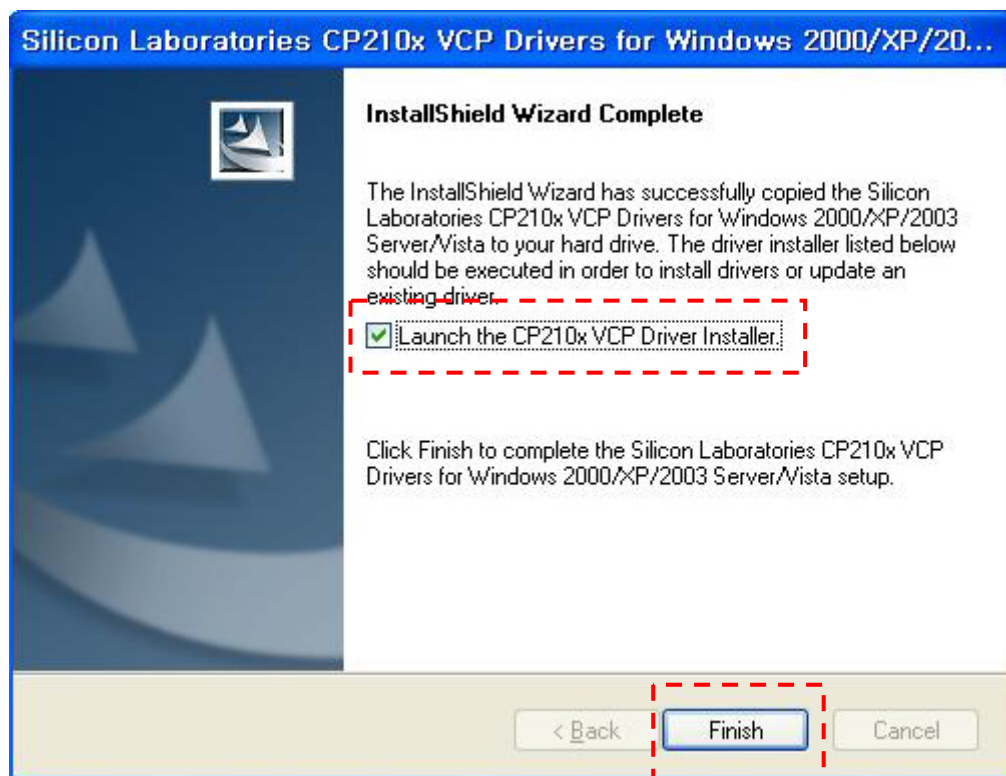 Silicon Laboratories CP210x VCP Drivers for Windows 2000/XP/20...
InstallShield Wizard Complete
The InstallShield Wizard has successfully copied the Silicon
Laboratories CP210x VCP Drivers for Windows 2000/XP/2003
Server/Vista to your hard drive. The driver installer listed below
should be executed in order to install drivers or update an
existing driver.
Launch the CP210x VCP Driver Installer.
Click Finish to complete the Silicon Laboratories CP210x VCP
Drivers for Windows 2000/XP/2003 Server/Vista setup.
< Back Finish Cancel